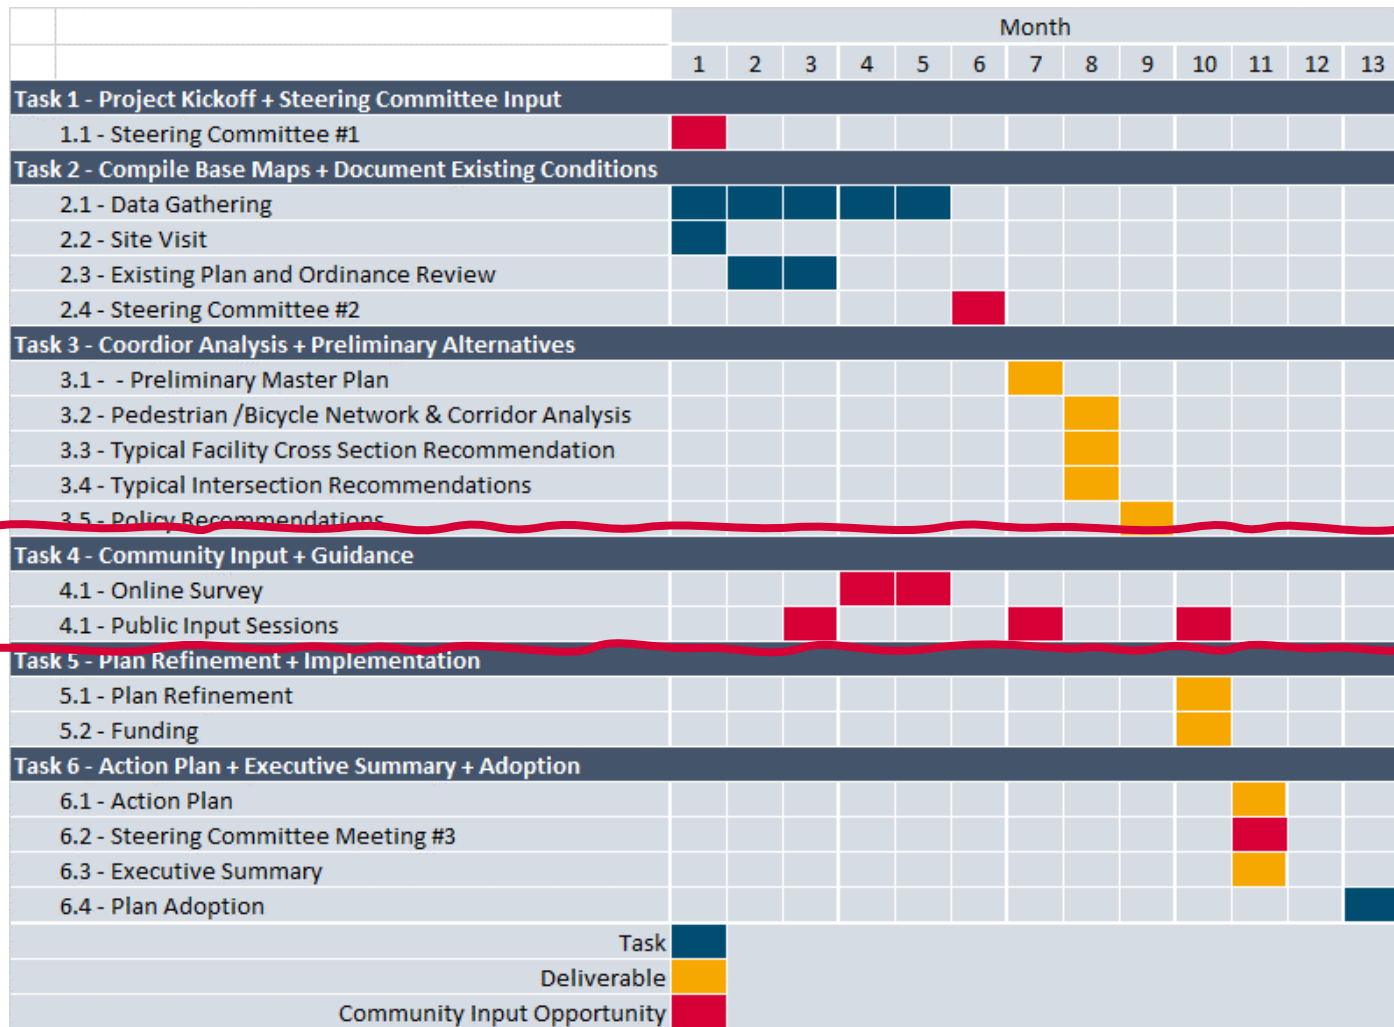 Month
1 2 3 4 5 6 7 8 9 10 11 12 13
Task 1 - Project Kickoff + Steering Committee Input
1.1 - Steering Committee #1
Task 2 - Compile Base Maps + Document Existing Conditions
2.1 - Data Gathering
2.2 - Site Visit
2.3 - Existing Plan and Ordinance Review
2.4 - Steering Committee #2
Task 3 - Coordior Analysis + Preliminary Alternatives
3.1 - - Preliminary Master Plan
3.2 - Pedestrian /Bicycle Network & Corridor Analysis
3.3 - Typical Facility Cross Section Recommendation
3.4 - Typical Intersection Recommendations
3.5 - Policy Recommendations
Task 4 - Community Input + Guidance
4.1 - Online Survey
4.1 - Public Input Sessions
Task 5 - Plan Refinement + Implementation
5.1 - Plan Refinement
5.2 - Funding
Task 6 - Action Plan + Executive Summary + Adoption
6.1 - Action Plan
6.2 - Steering Committee Meeting #3
6.3 - Executive Summary
6.4 - Plan Adoption
Task
Deliverable
Community Input Opportunity